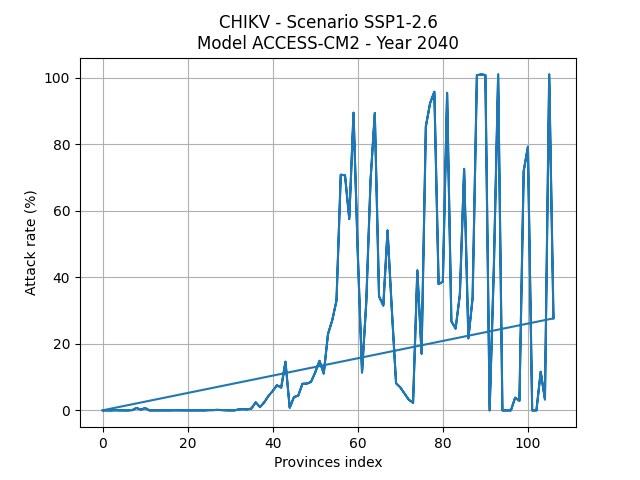 CHIKV - Scenario SSP1-2.6
Model ACCESS-CM2 - Year 2040
Attack rate (%)
100
80
60
40
20
0
0 20 40 60 80 100
Provinces index